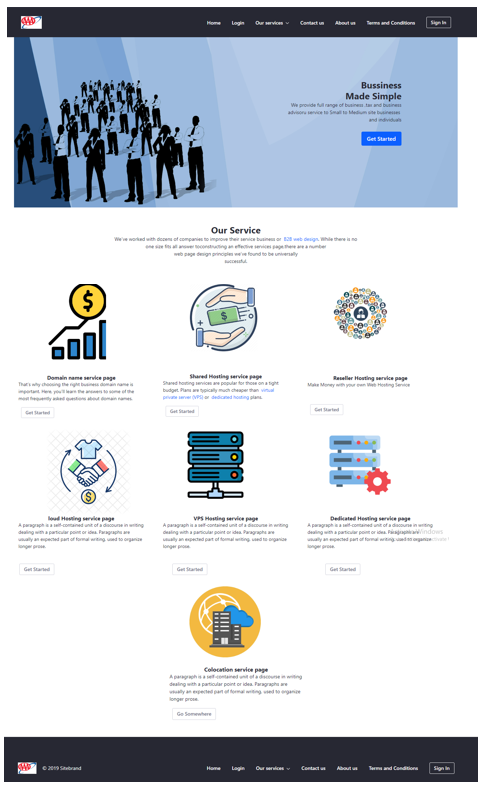 Home Login Our services Contact us About us Terms and Conditions Sign In
Bussiness
Made Simple
We provide full range of business ,tax and business
advisory service to Small to Medium site businesses
and individuals
Get Started
Our Service
We've worked with dozens of companies to improve their service business or B2B web design. While there is no
one size fits all answer toconstructing an effective services page,there are a number
web page design principles we've found to be universally
successful.
Domain name service page
That's why choosing the right business domain name is
important. Here, you'll learn the answers to some of the
most frequently asked questions about domain names.
Get Started
Shared Hosting service page
Shared hosting services are popular for those on a tight
budget. Plans are typically much cheaper than virtual
private server (VPS) or dedicated hosting plans.
Get Started
Reseller Hosting service page
Make Money with your own Web Hosting Service
Get Started
loud Hosting service page
A paragraph is a self-contained unit of a discourse in writing
dealing with a particular point or idea. Paragraphs are
usually an expected part of formal writing, used to organize
longer prose.
Get Started
VPS Hosting service page
A paragraph is a self-contained unit of a discourse in writing
dealing with a particular point or idea. Paragraphs are
usually an expected part of formal writing, used to organize
longer prose.
Get Started
Dedicated Hosting service page
A paragraph is a self-contained unit of a discourse in writing
dealing with a particular point or idea. Paragraphs are
usually an expected part of formal writing, used to organize
longer prose.
Get Started
Colocation service page
A paragraph is a self-contained unit of a discourse in writing
dealing with a particular point or idea. Paragraphs are
usually an expected part of formal writing, used to organize
longer prose.
Go Somewhere
© 2019 Sitebrand Home Login Our services Contact us About us Terms and Conditions Sign In